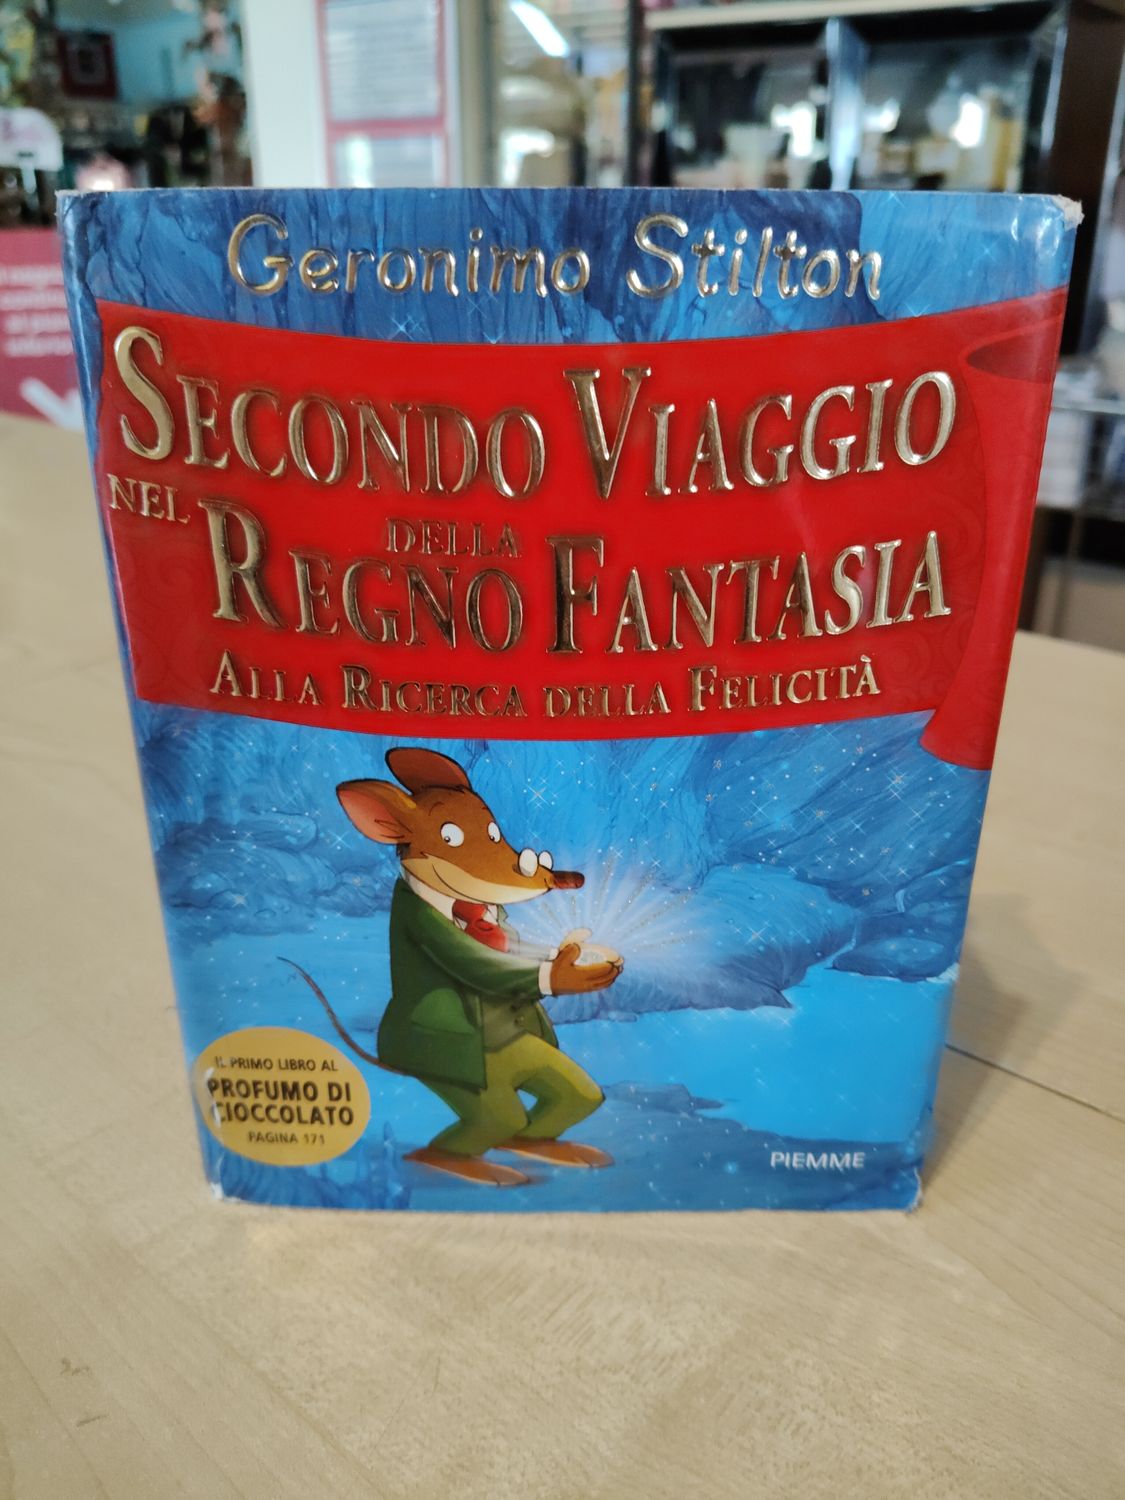 Geronimo Stilton
SECONDO VIAGGIO
NEL REGNO DELLA FANTASIA
ALLA RICERCA DELLA FELICITÀ
IL PRIMO LIBRO AL
PROFUMO DI
CIOCCOLATO
PAGINA 171
PIEMME